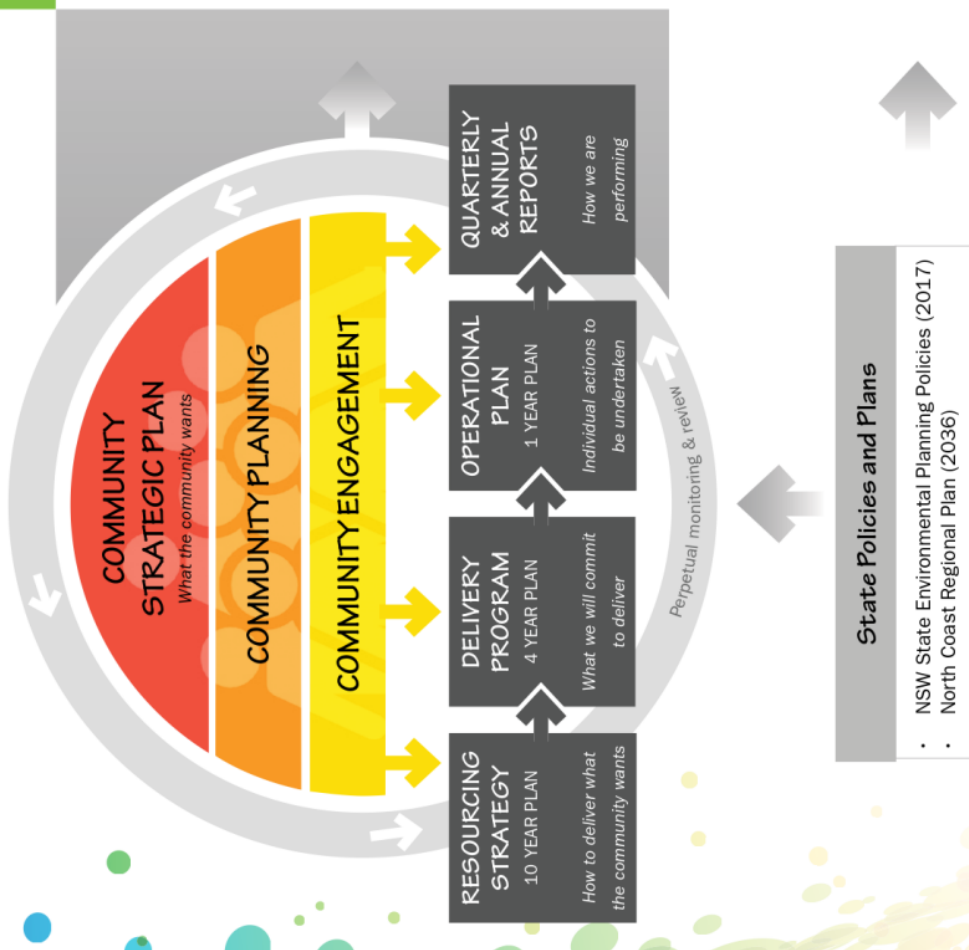 COMMUNITY
STRATEGIC PLAN
What the community wants
COMMUNITY PLANNING
COMMUNITY ENGAGEMENT
RESOURCING
STRATEGY
10 YEAR PLAN
How to deliver what
the community wants
DELIVERY
PROGRAM
4 YEAR PLAN
What we will commit
to deliver
OPERATIONAL
PLAN
1 YEAR PLAN
Individual actions to
be undertaken
QUARTERLY
& ANNUAL
REPORTS
How we are
performing
Perpetual monitoring & review
State Policies and Plans
· NSW State Environmental Planning Policies (2017)
· North Coast Regional Plan (2036)